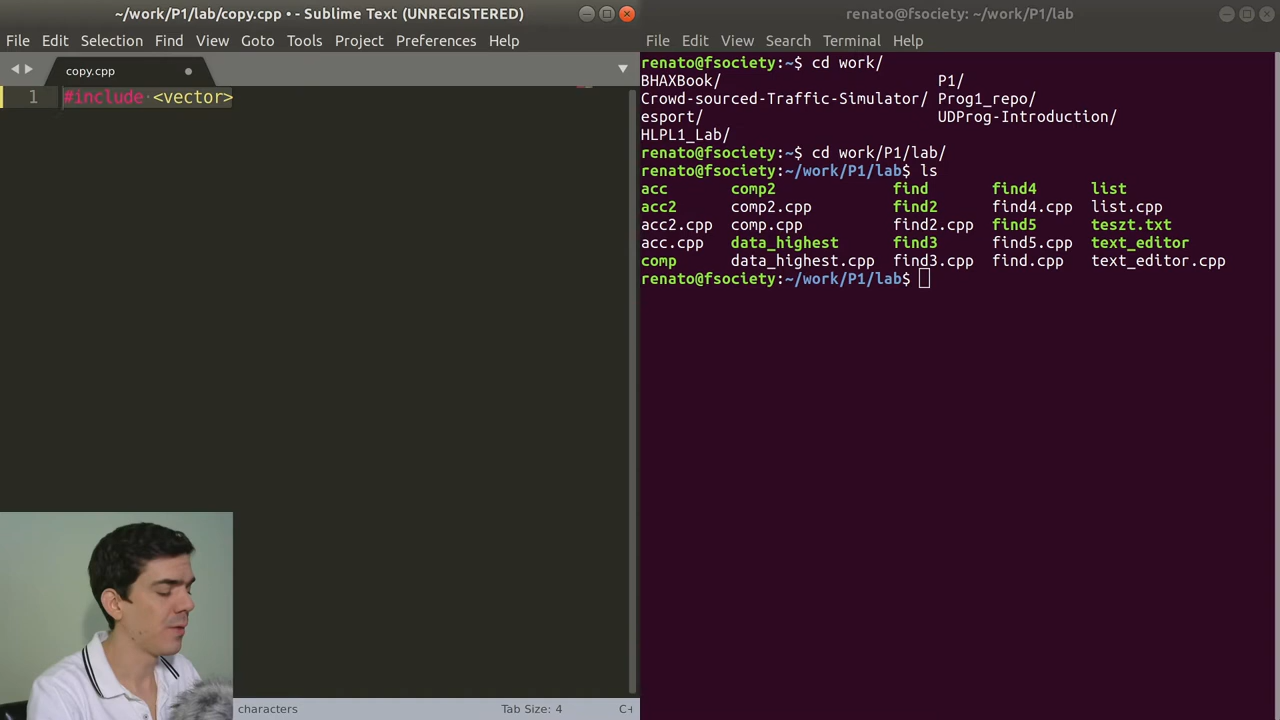 ~/work/P1/lab/copy.cpp • - Sublime Text (UNREGISTERED)
File Edit Selection Find View Goto Tools Project Preferences Help
copy.cpp
1 #include <vector>
characters Tab Size: 4 C+
renato@fsociety: ~/work/P1/lab
File Edit View Search Terminal Help
renato@fsociety:~$ cd work/
BHAXBook/ P1/
Crowd-sourced-Traffic-Simulator/ Prog1_repo/
esport/ UDProg-Introduction/
HLPL1_Lab/
renato@fsociety:~$ cd work/P1/lab/
renato@fsociety:~/work/P1/lab$ ls
acc comp2 find find4 list
acc2 comp2.cpp find2 find4.cpp list.cpp
acc2.cpp comp.cpp find2.cpp find5 teszt.txt
acc.cpp data_highest find3 find5.cpp text_editor
comp data_highest.cpp find3.cpp find.cpp text_editor.cpp
renato@fsociety:~/work/P1/lab$